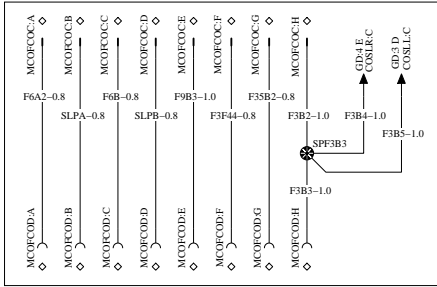 MCOFCOC:A
MCOFCOC:B
MCOFCOC:C
MCOFCOC:D
MCOFCOC:E
MCOFCOC:F
MCOFCOC:G
MCOFCOC:H
GD:4 E
COSLR:C
GD:3 D
COSLL:C
F6A2-0.8
F6B-0.8
F9B3-1.0
F35B2-0.8
SLPA-0.8
SLPB-0.8
F3F44-0.8
F3B2-1.0
F3B4-1.0
F3B5-1.0
SPF3B3
F3B3-1.0
MCOFCOD:A
MCOFCOD:B
MCOFCOD:C
MCOFCOD:D
MCOFCOD:E
MCOFCOD:F
MCOFCOD:G
MCOFCOD:H